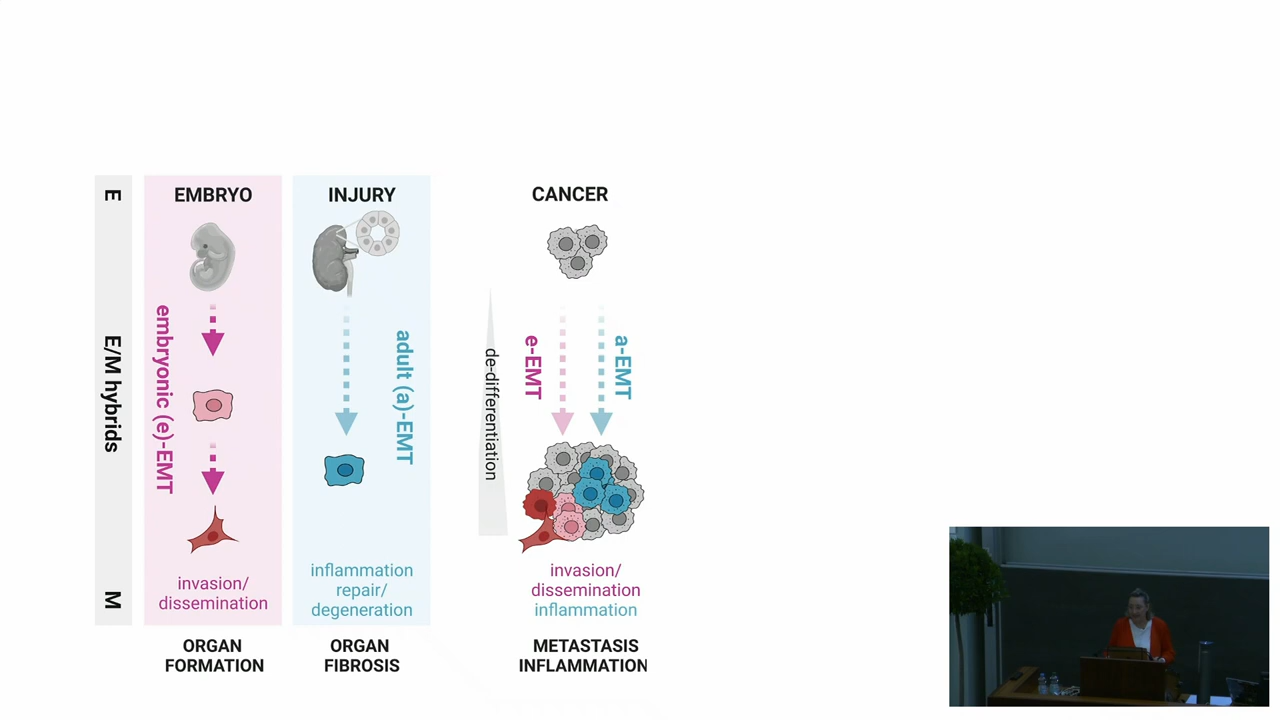 E
E/M hybrids
M
EMBRYO
embryonic (e)-EMT
invasion/
dissemination
ORGAN
FORMATION
INJURY
adult (a)-EMT
inflammation
repair/
degeneration
ORGAN
FIBROSIS
CANCER
de-differentiation
e-EMT
a-EMT
invasion/
dissemination
inflammation
METASTASIS
INFLAMMATION